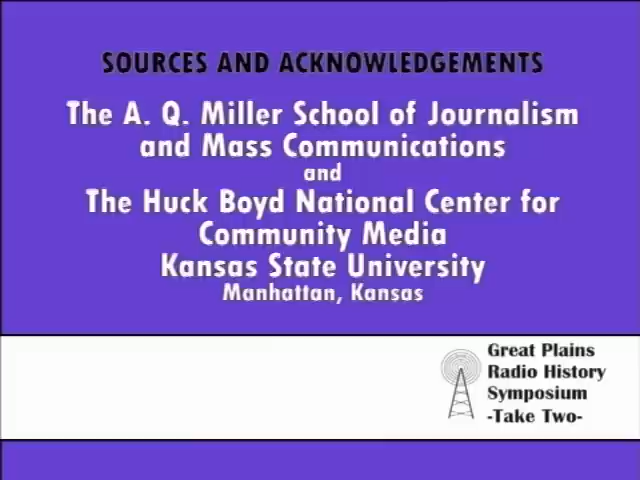 SOURCES AND ACKNOWLEDGEMENTS
The A. Q. Miller School of Journalism
and Mass Communications
and
The Huck Boyd National Center for
Community Media
Kansas State University
Manhattan, Kansas
Great Plains
Radio History
Symposium
-Take Two-